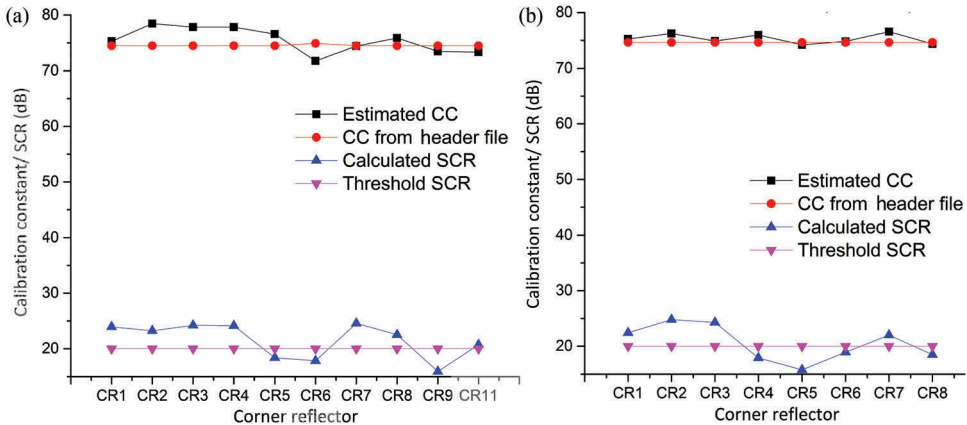 (a)
80
70
60
50
40
30
20
Calibration constant/ SCR (dB)
Estimated CC
CC from header file
Calculated SCR
Threshold SCR
CR1 CR2 CR3 CR4 CR5 CR6 CR7 CR8 CR9 CR11
Corner reflector
(b)
80
70
60
50
40
30
20
Calibration constant/ SCR (dB)
Estimated CC
CC from header file
Calculated SCR
Threshold SCR
CR1 CR2 CR3 CR4 CR5 CR6 CR7 CR8
Corner reflector